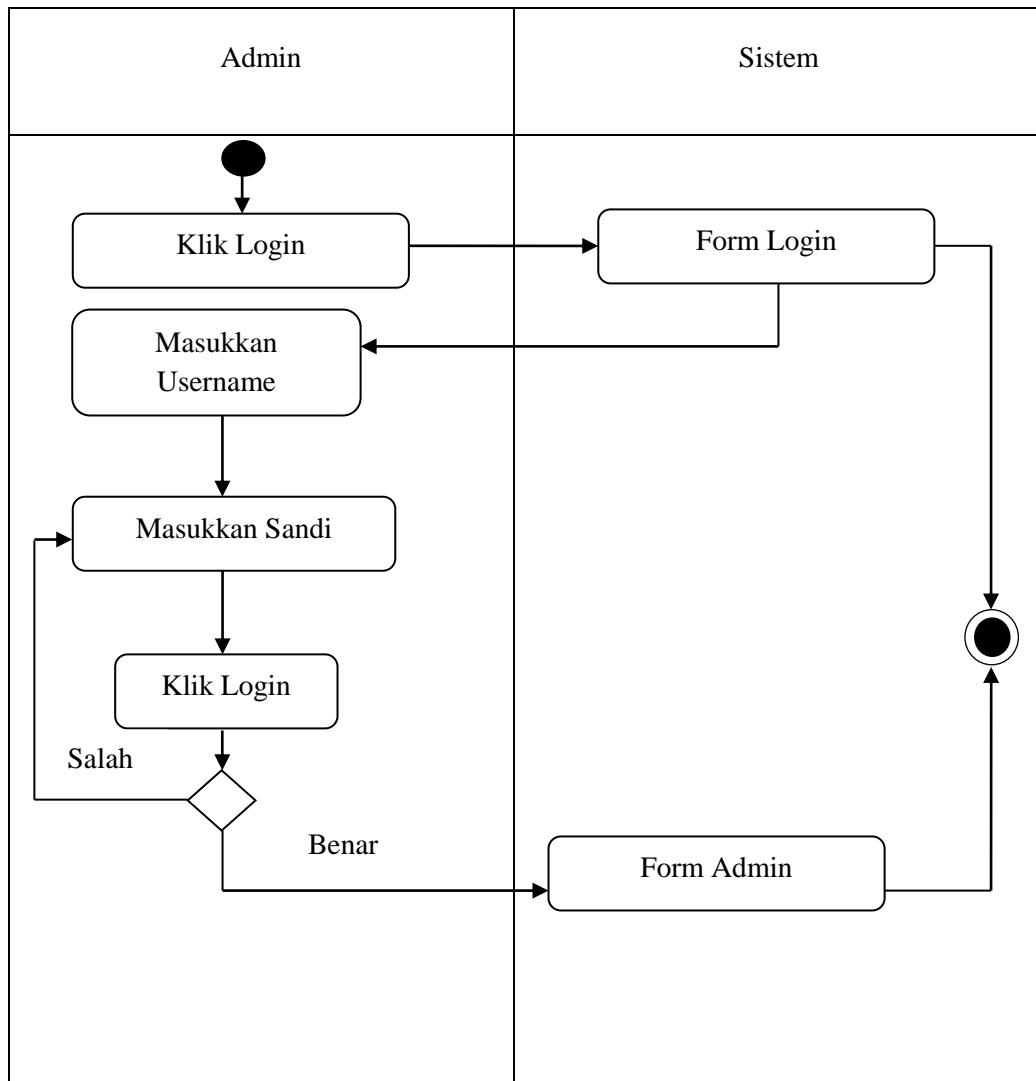 Admin
Sistem
Klik Login
Form Login
Masukkan
Username
Masukkan Sandi
Klik Login
Salah
Benar
Form Admin